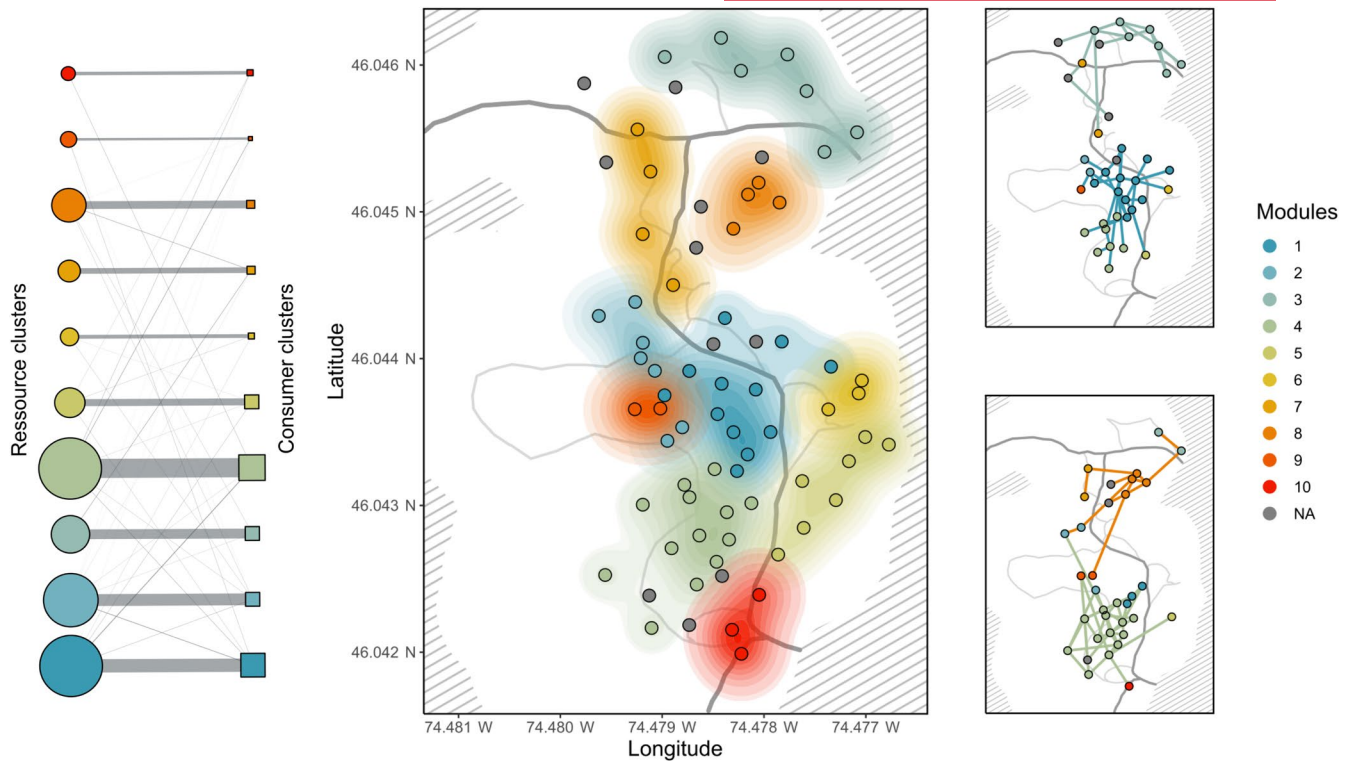 Ressource clusters
Consumer clusters
Latitude
46.046 N
46.045 N
46.044 N
46.043 N
46.042 N
74.481 W
74.480 W
74.479 W
74.478 W
74.477 W
Longitude
Modules
1
2
3
4
5
6
7
8
9
10
NA